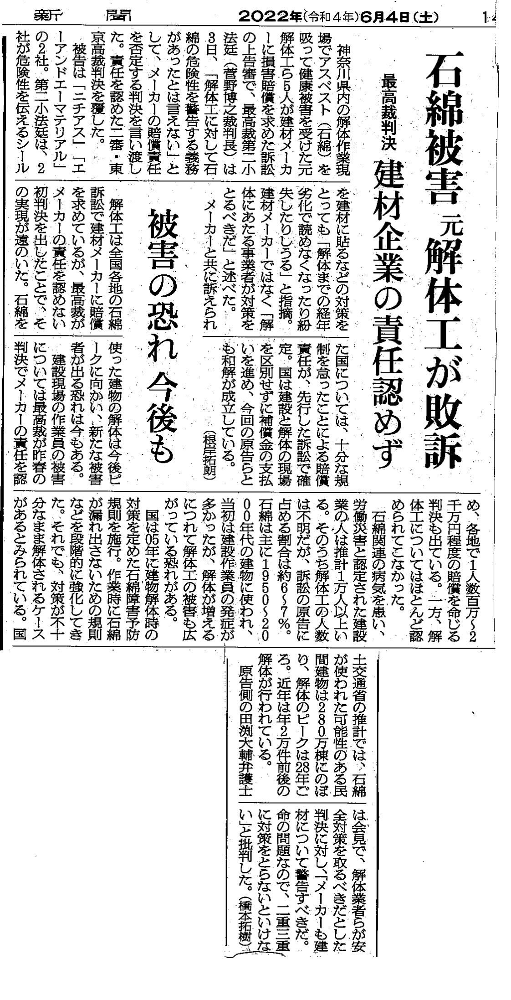 新聞
2022年(令和4年)6月4日(土)
14
石綿被害 元解体工が敗訴
最高裁判決 建材企業の責任認めず
神奈川県内の解体作業現
場でアスベスト(石綿)を
吸って健康被害を受けた元
解体工ら5人が建材メーカ
ーに損害賠償を求めた訴訟
の上告審で、最高裁第二小
法廷(菅野博之裁判長)は
3日、「解体工に対して石
綿の危険性を警告する義務
があったとは言えない」と
して、メーカーの賠償責任
を否定する判決を言い渡し
た。責任を認めた二審・東
京高裁判決を覆した。
被告は「ニチアス」「エ
ーアンドエーマテリアル」
の2社。第二小法廷は、2
社が危険性を伝えるシール
を建材に貼るなどの対策を
とっても「解体までの経年
劣化で読めなくなったり紛
失したりしうる」と指摘。
建材メーカーではなく「解
体にあたる事業者が対策を
とるべきだ」と述べた。
メーカーと共に訴えられ
た国については、十分な規
制を怠ったことによる賠償
責任が、先行した訴訟で確
定。国は建設と解体の現場
を区別せずに補償金の支払
いを進め、今回の原告らと
も和解が成立している。
(根岸拓朗)
被害の恐れ 今後も
解体工は全国各地の石綿
訴訟で建材メーカーに賠償
を求めているが、最高裁が
メーカーの責任を認めない
初判決を出したことで、そ
の実現が遠のいた。石綿を
使った建物の解体は今後ピ
ークに向かい、新たな被害
者が出る恐れは今もある。
建設現場の作業員の被害
については最高裁が昨春の
判決でメーカーの責任を認
め、各地で1人数百万~2
千万円程度の賠償を命じる
判決も出ている。一方、解
体工についてはほとんど認
められてこなかった。
石綿関連の病気を患い、
労働災害と認定された建設
業の人は推計1万人以上い
る。そのうち解体工の人数
は不明だが、訴訟の原告に
占める割合は約6~7%。
石綿は主に1950~20
00年代の建物に使われ、
当初は建設作業員の発症が
多かったが、解体が増える
につれて解体工の被害も広
がっている恐れがある。
国は05年に建物解体時の
対策を定めた石綿障害予防
規則を施行。作業時に石綿
が漏れ出さないための規則
などを段階的に強化してき
た。それでも、対策が不十
分なまま解体されるケース
があるとみられている。国
土交通省の推計では、石綿
が使われた可能性のある民
間建物は280万棟にのぼ
り、解体のピークは28年ご
ろ。近年は年2万件前後の
解体が行われている。
原告側の田渕大輔弁護士
は会見で、解体業者らが安
全対策を取るべきだとした
判決に対し、「メーカーも建
材について警告すべきだ。
命の問題なので、二重三重
に対策をとらないといけな
い」と批判した。(橋本拓樹)